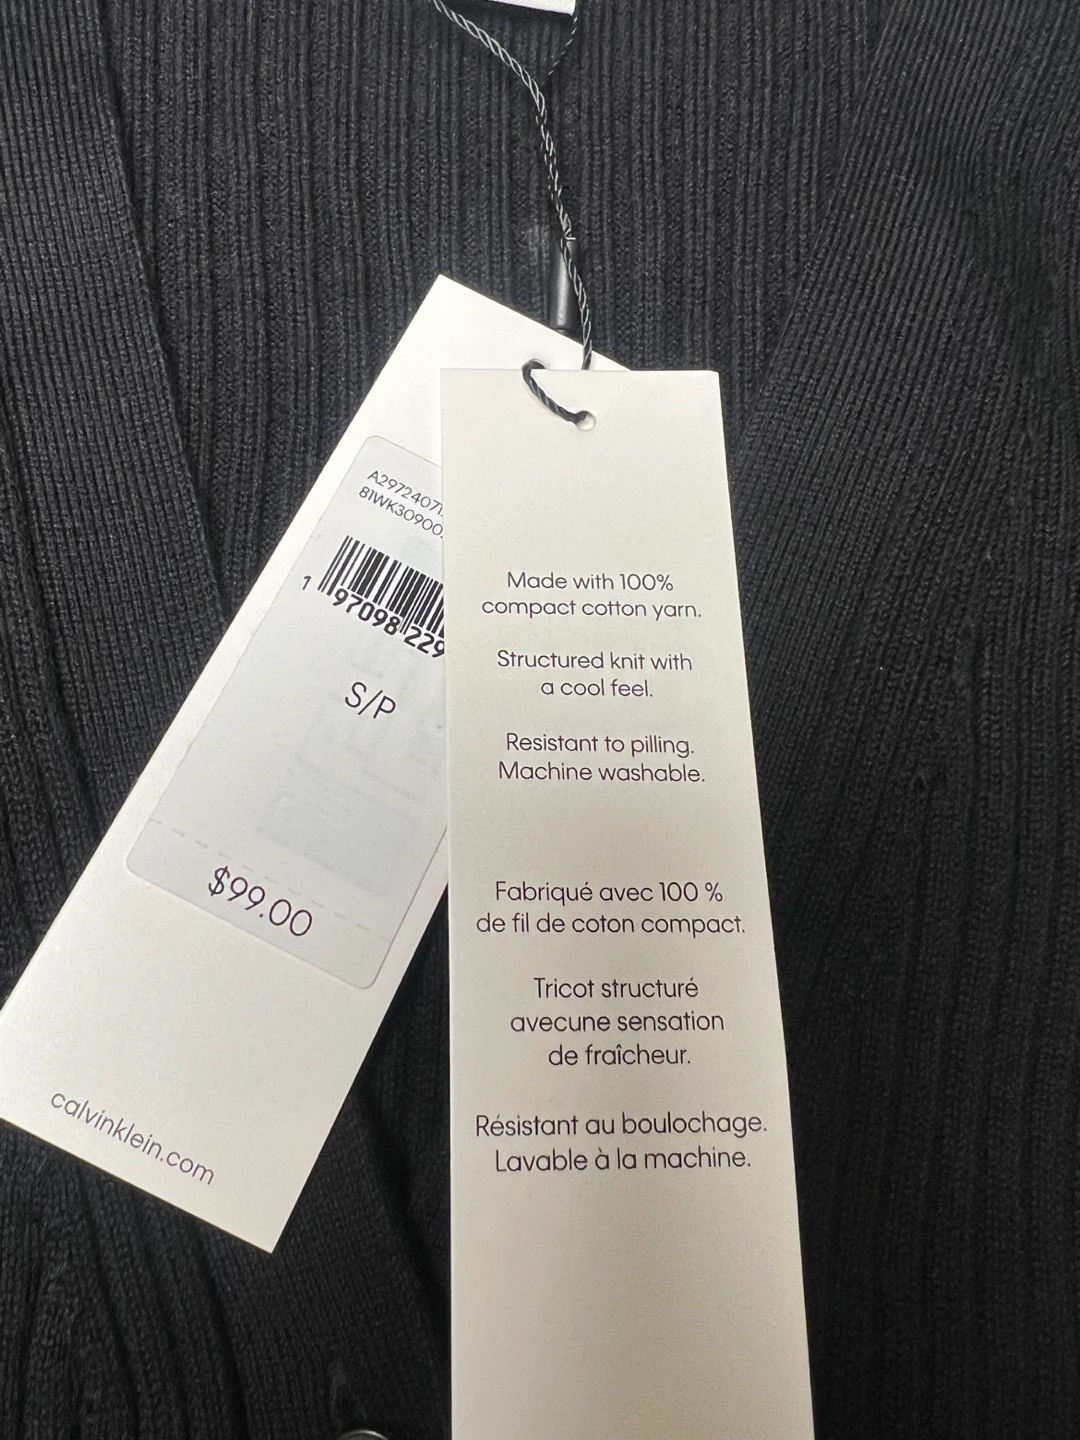 A2972407
81WK30900
1 97098 229
S/P
$99.00
calvinklein.com
Made with 100%
compact cotton yarn.
Structured knit with
a cool feel.
Resistant to pilling.
Machine washable.
Fabriqué avec 100 %
de fil de coton compact.
Tricot structuré
avecune sensation
de fraîcheur.
Résistant au boulochage.
Lavable à la machine.